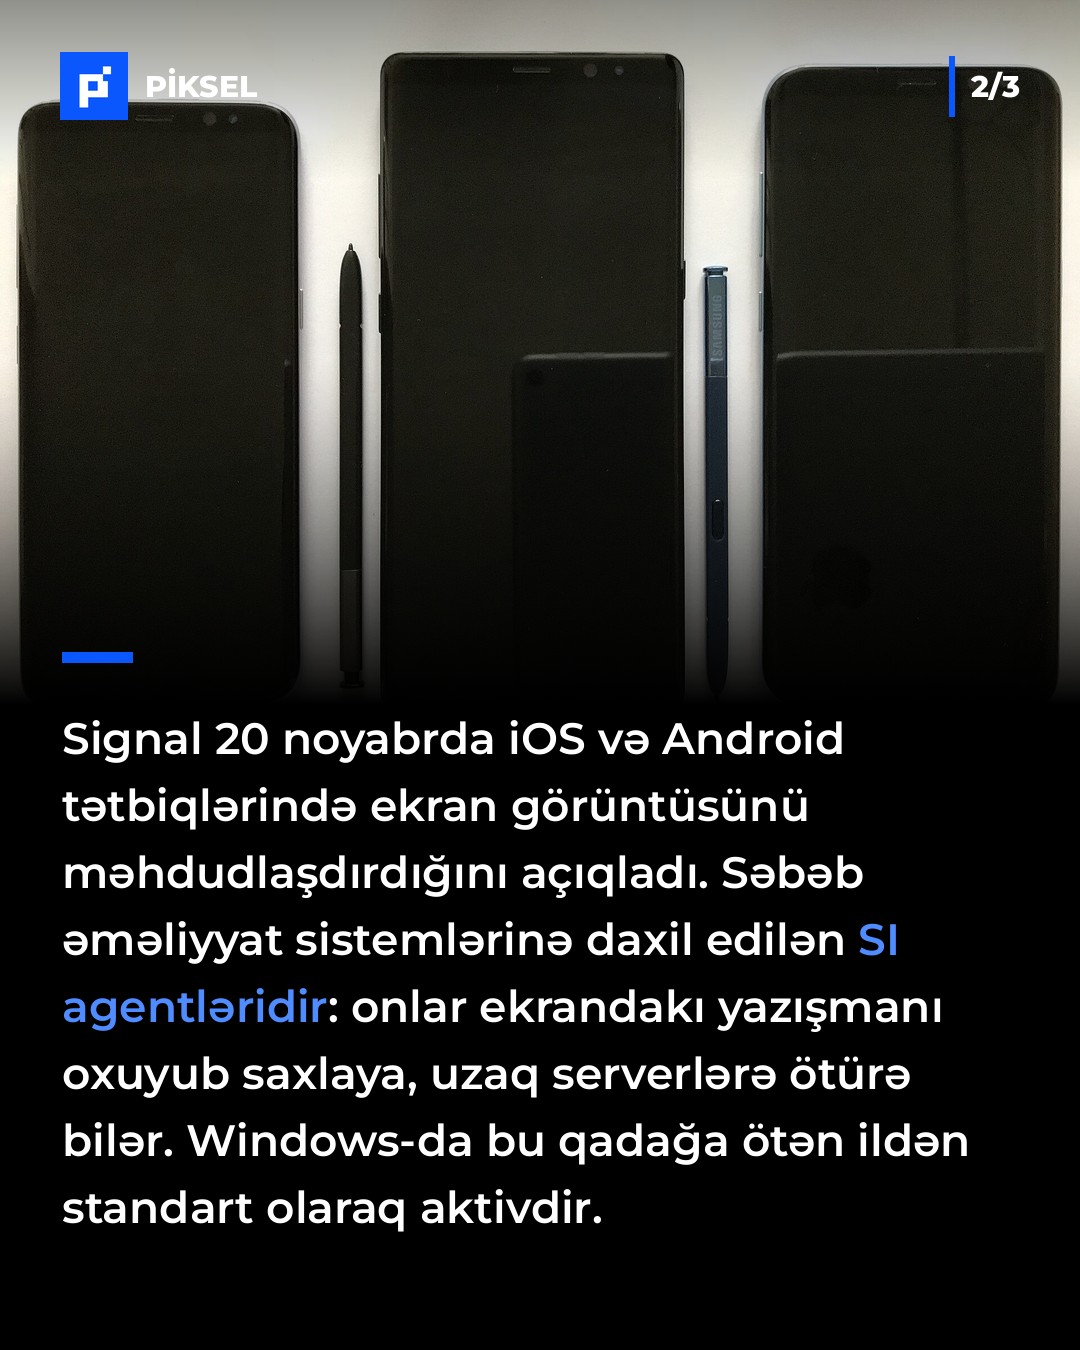 PİKSEL
2/3
SAMSUNG
Signal 20 noyabrda iOS və Android
tətbiqlərində ekran görüntüsünü
məhdudlaşdırdığını açıqladı. Səbəb
əməliyyat sistemlərinə daxil edilən SI
agentləridir: onlar ekrandakı yazışmanı
oxuyub saxlaya, uzaq serverlərə ötürə
bilər. Windows-da bu qadağa ötən ildən
standart olaraq aktivdir.